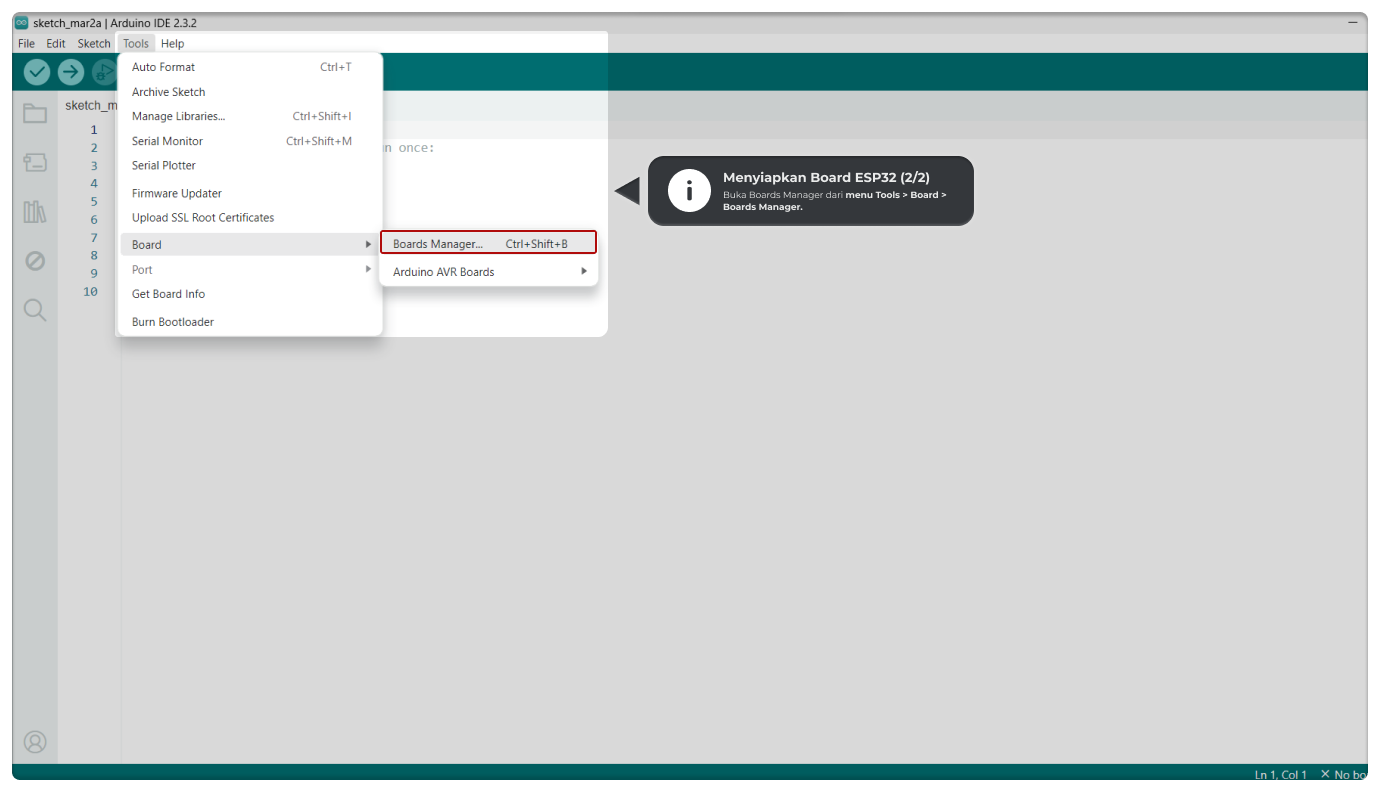 sketch_mar2a | Arduino IDE 2.3.2
File Edit Sketch Tools Help
Auto Format Ctrl+T
Archive Sketch
Manage Libraries... Ctrl+Shift+I
Serial Monitor Ctrl+Shift+M
Serial Plotter
Firmware Updater
Upload SSL Root Certificates
Board
Port
Get Board Info
Burn Bootloader
Boards Manager... Ctrl+Shift+B
Arduino AVR Boards
sketch_m
1
2
once:
3
4
5
6
7
8
9
10
Menyiapkan Board ESP32 (2/2)
Buka Boards Manager dari menu Tools > Board >
Boards Manager.
Ln 1, Col 1 No